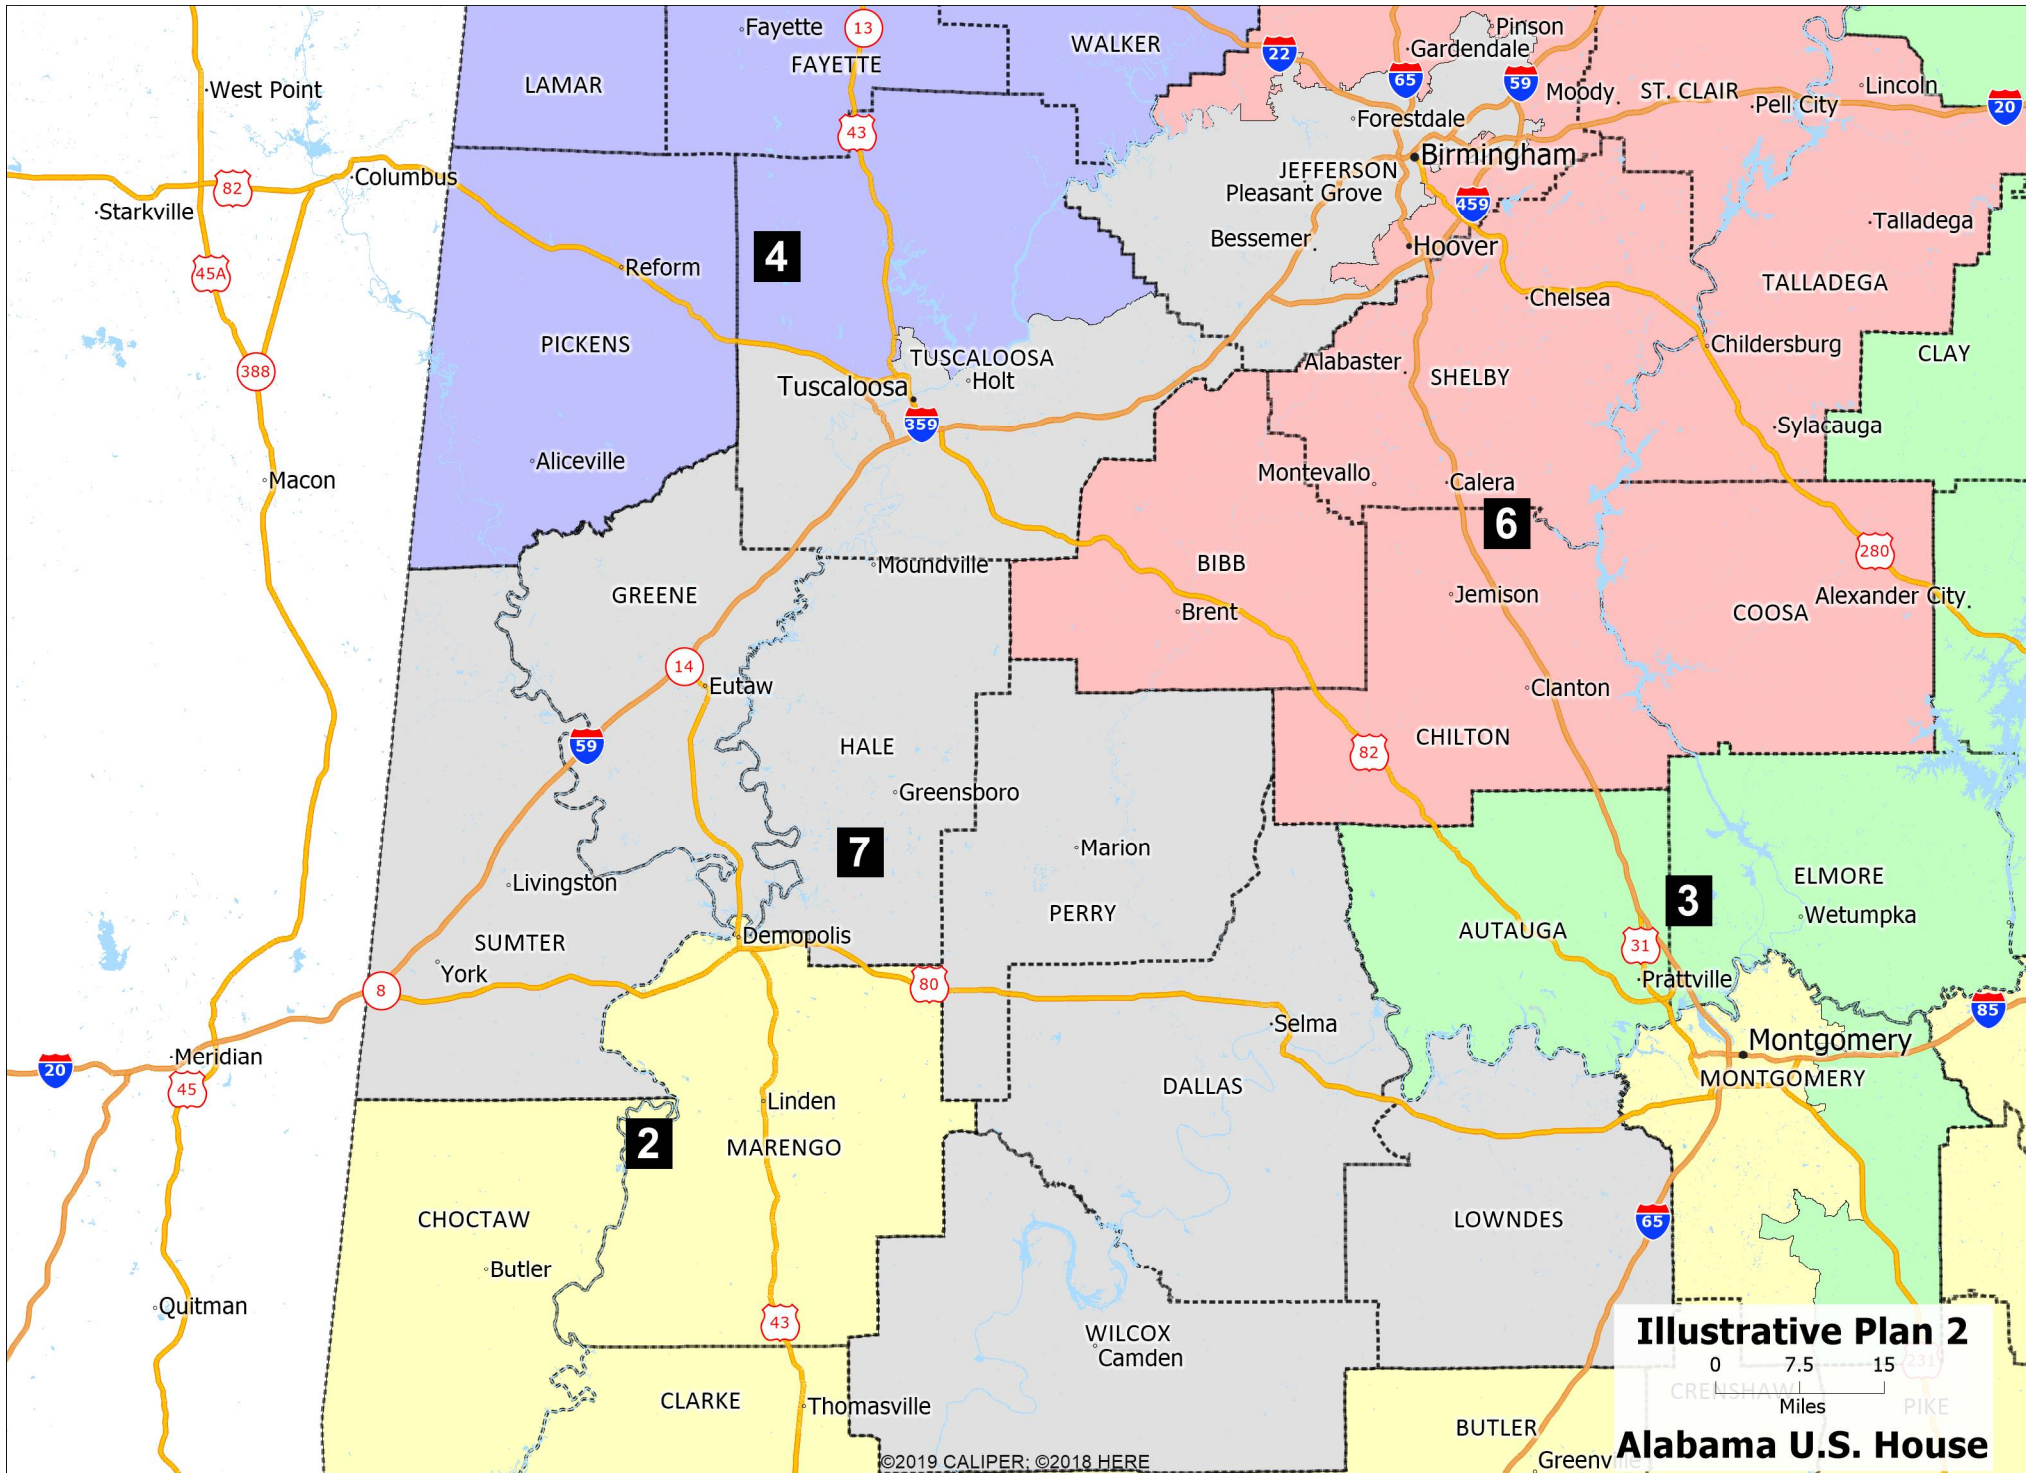 Pinson
Fayette
13
Gardendale
WALKER
22
FAYETTE
65
59
LAMAR
West Point
Moody
ST. CLAIR
Lincoln
Pell City
20
Forestdale
43
Birmingham
JEFFERSON
Columbus
82
Pleasant Grove
459
Starkville
Talladega
Bessemer
Hoover
4
Reform
45A
TALLADEGA
Chelsea
PICKENS
Childersburg
TUSCALOOSA
CLAY
Alabaster
388
SHELBY
Holt
Tuscaloosa
359
Sylacauga
Aliceville
Montevallo
Macon
Calera
6
280
BIBB
Moundville
GREENE
Jemison
Alexander City
Brent
COOSA
14
Eutaw
Clanton
CHILTON
59
HALE
82
Greensboro
Marion
7
ELMORE
Livingston
3
PERRY
Wetumpka
AUTAUGA
Demopolis
SUMTER
31
York
Prattville
80
8
85
Selma
Montgomery
Meridian
20
MONTGOMERY
DALLAS
45
Linden
2
MARENGO
CHOCTAW
LOWNDES
65
Butler
Quitman
43
WILCOX
Illustrative Plan 2
Camden
0 7.5 15
231
CRENSHAW
CLARKE
Thomasville
Miles
PIKE
BUTLER
Alabama U.S. House
©2019 CALIPER; ©2018 HERE
Greenville